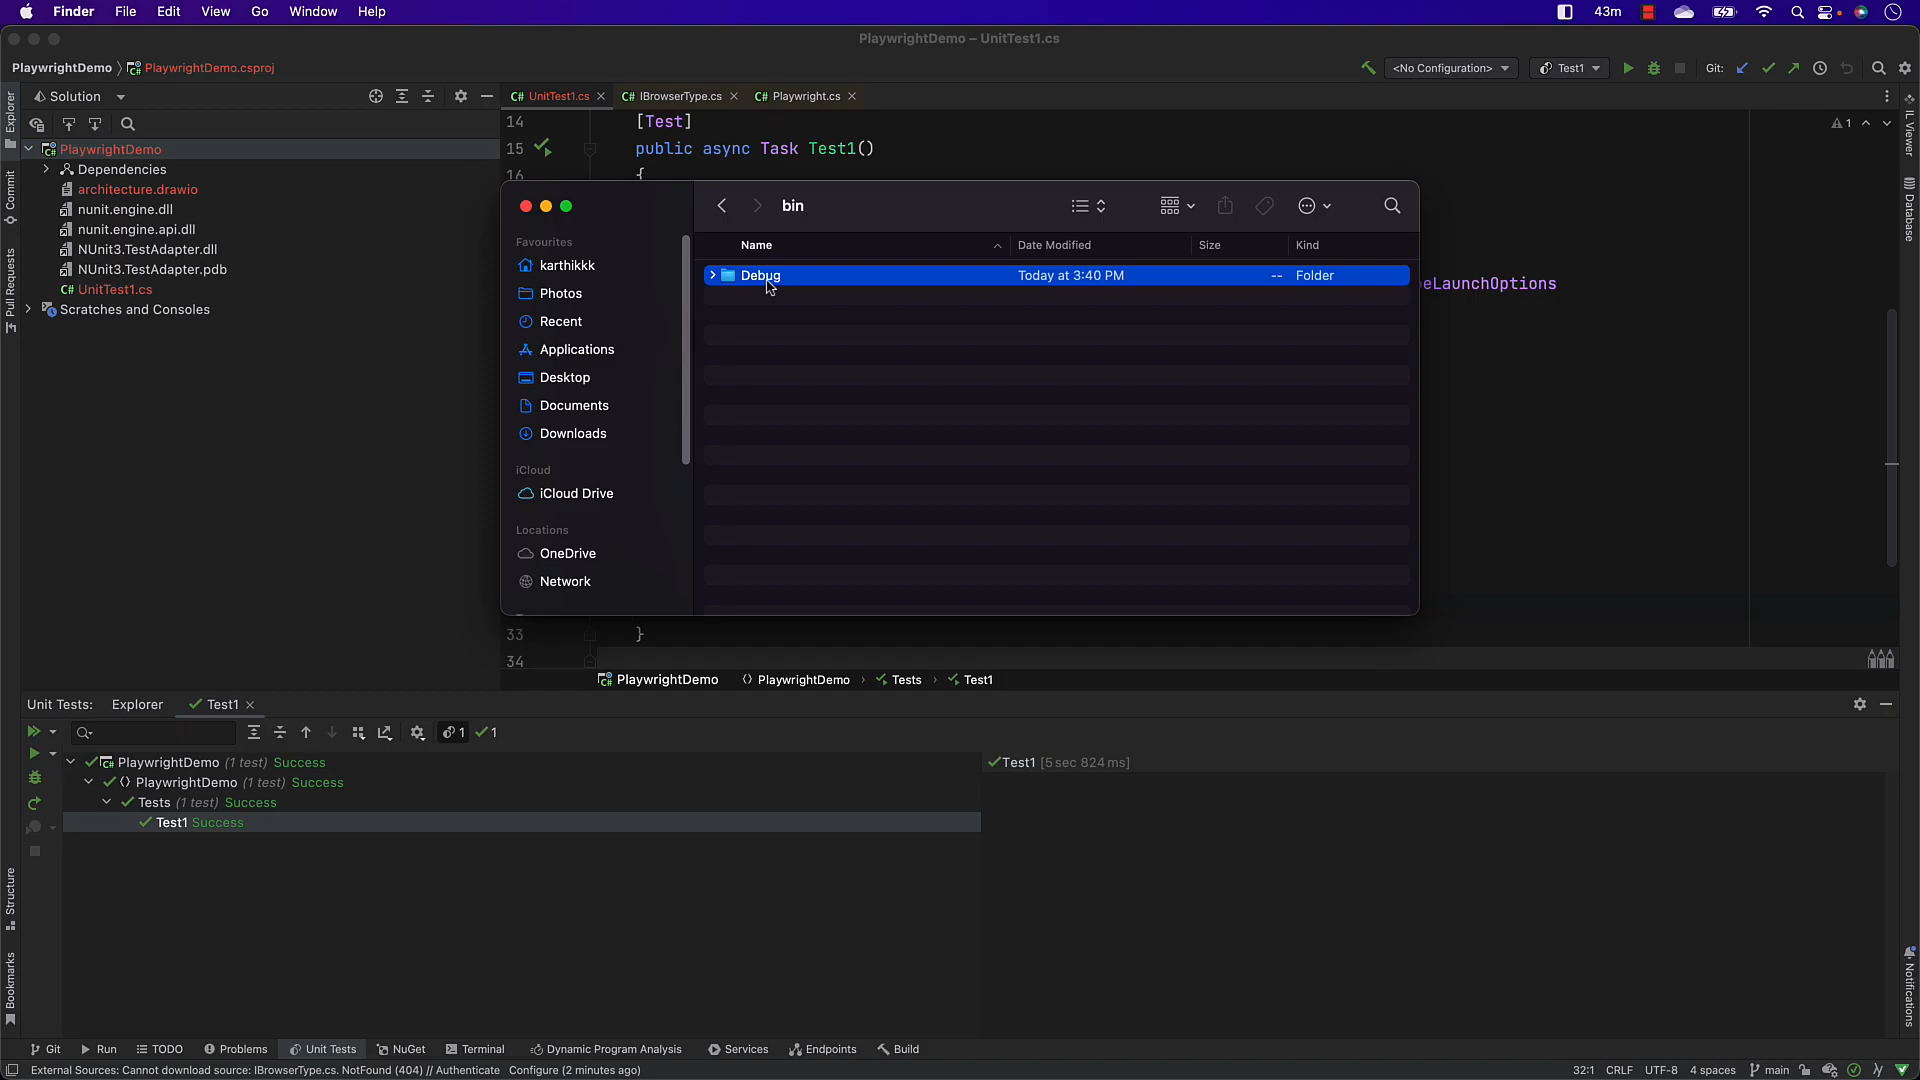 Finder File Edit View Go Window Help 43m
PlaywrightDemo – UnitTest1.cs
PlaywrightDemo PlaywrightDemo.csproj <No Configuration> Test1 Git:
Explorer
Commit
Pull Requests
Structure
Bookmarks
Solution
PlaywrightDemo
Dependencies
architecture.drawio
nunit.engine.dll
nunit.engine.api.dll
NUnit3.TestAdapter.dll
NUnit3.TestAdapter.pdb
C# UnitTest1.cs
Scratches and Consoles
C# UnitTest1.cs C# IBrowserType.cs C# Playwright.cs
1
14 [Test]
15 public async Task Test1()
16 {
eLaunchOptions
33 }
34
bin
Favourites
karthikkk
Photos
Recent
Applications
Desktop
Documents
Downloads
iCloud
iCloud Drive
Locations
OneDrive
Network
Name Date Modified Size Kind
Debug Today at 3:40 PM -- Folder
PlaywrightDemo PlaywrightDemo Tests Test1
IL Viewer
Database
Notifications
Unit Tests: Explorer Test1
1 1
PlaywrightDemo (1 test) Success
PlaywrightDemo (1 test) Success
Tests (1 test) Success
Test1 Success
Test1 [5 sec 824 ms]
Git Run TODO Problems Unit Tests NuGet Terminal Dynamic Program Analysis Services Endpoints Build
External Sources: Cannot download source: IBrowserType.cs. NotFound (404) // Authenticate Configure (2 minutes ago) 32:1 CRLF UTF-8 4 spaces main